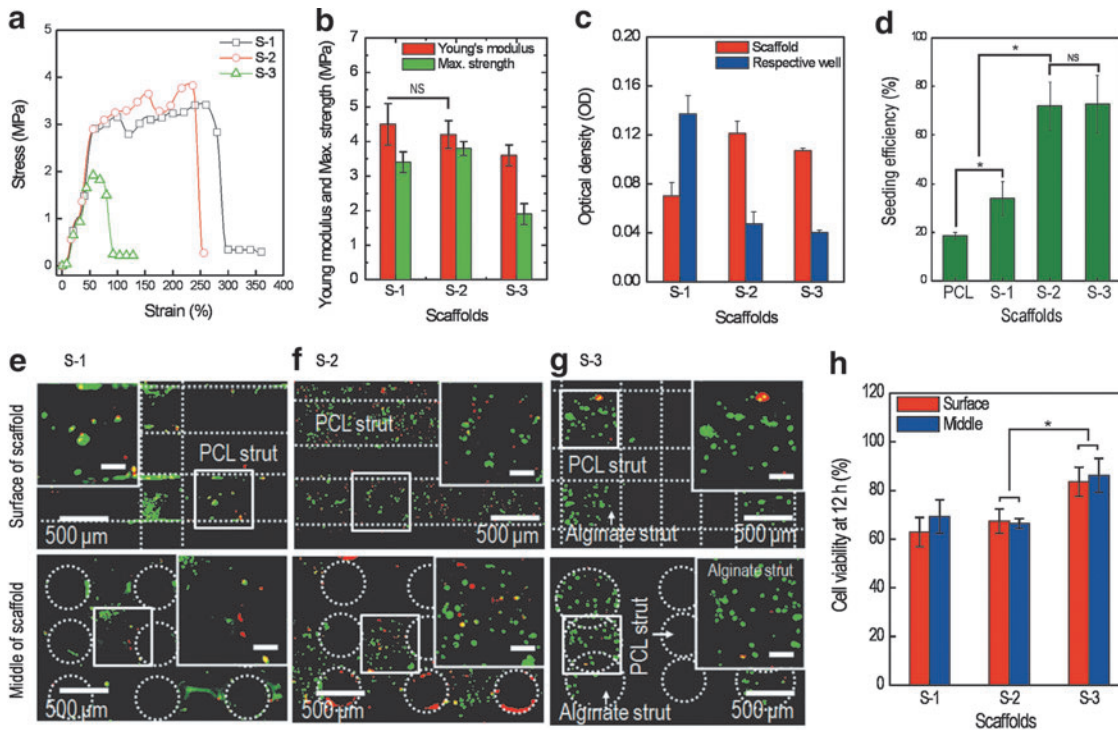 a
Stress (MPa)
5
4
3
2
1
0
S-1
S-2
S-3
0 50 100 150 200 250 300 350 400
Strain (%)
b
Young modulus and Max. strength (MPa)
6
5
4
3
2
1
0
Young's modulus
Max. strength
NS
S-1 S-2 S-3
Scaffolds
c
Optical density (OD)
0.20
0.16
0.12
0.08
0.04
0.00
Scaffold
Respective well
S-1 S-2 S-3
Scaffolds
d
Seeding efficiency (%)
100
80
60
40
20
0
*
*
NS
PCL S-1 S-2 S-3
Scaffolds
e
S-1
Surface of scaffold
PCL strut
500 μm
Middle of scaffold
500 μm
f
S-2
PCL strut
500 μm
500 μm
g
S-3
PCL strut
500 μm
Alginate strut
Alginate strut
PCL strut
500 μm
Alginate strut
h
Cell viability at 12 h (%)
120
100
80
60
40
20
0
Surface
Middle
*
S-1 S-2 S-3
Scaffolds